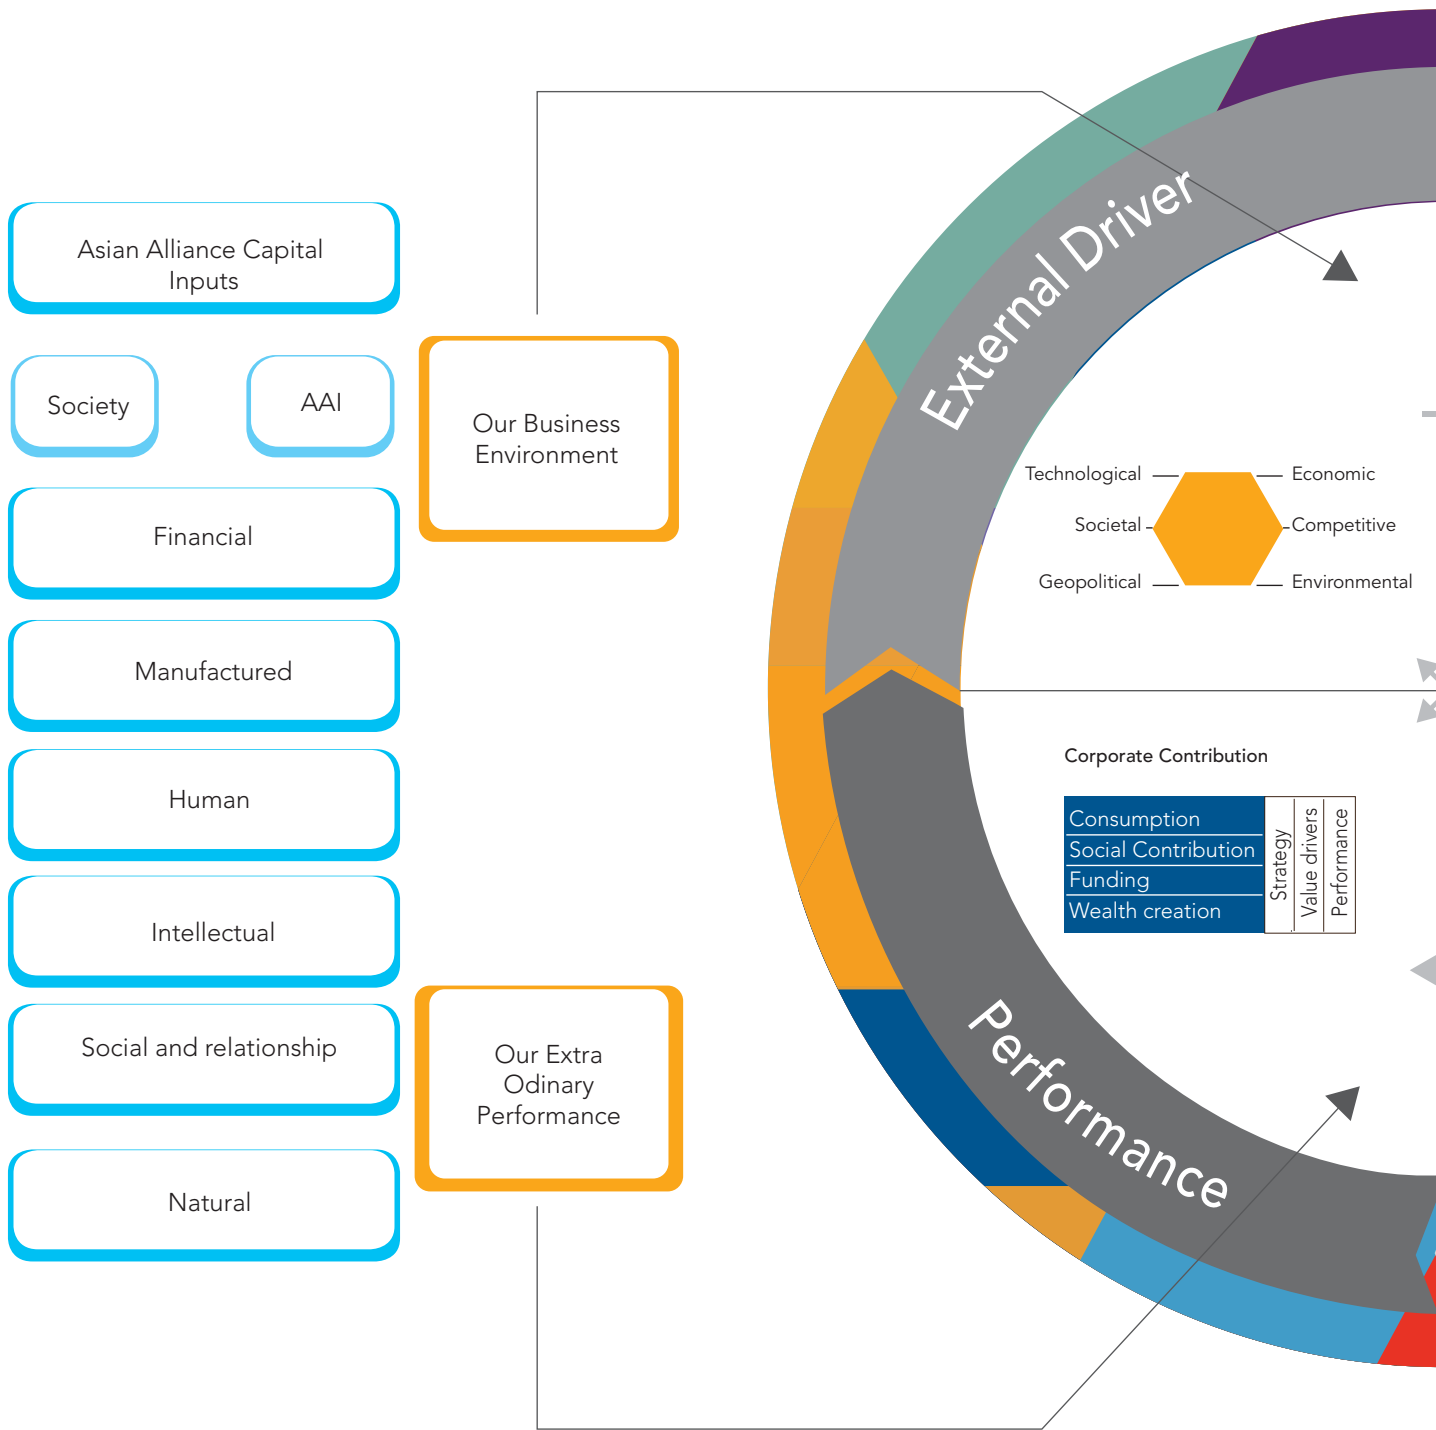 Asian Alliance Capital
Inputs
Society
AAI
Financial
Manufactured
Human
Intellectual
Social and relationship
Natural
Our Business
Environment
Our Extra
Odinary
Performance
External Driver
Technological
Economic
Societal
Competitive
Geopolitical
Environmental
Corporate Contribution
Consumption
Social Contribution
Funding
Wealth creation
Strategy
Value drivers
Performance
Performance